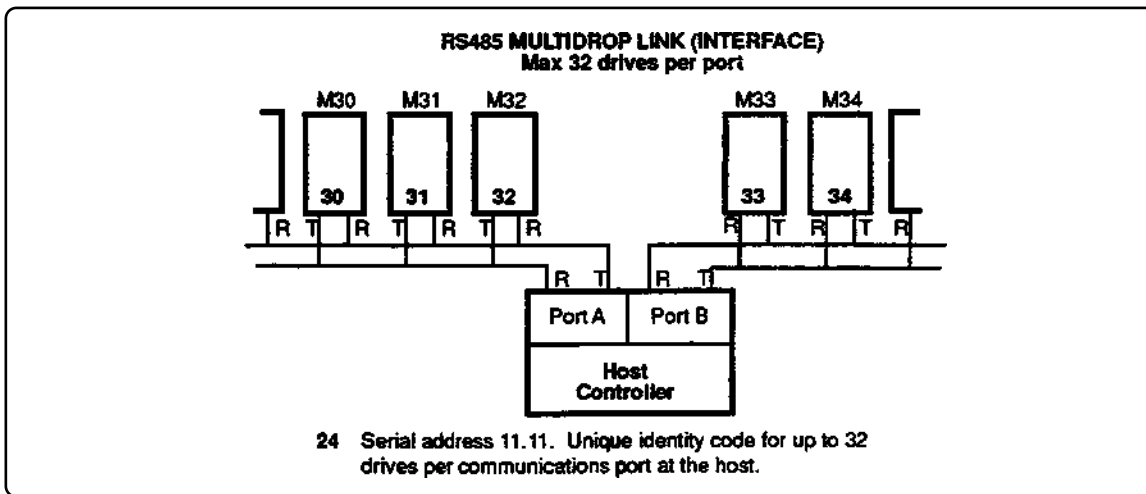 RS485 MULTIDROP LINK (INTERFACE)
Max 32 drives per port
M30 M31 M32 M33 M34
30 31 32 33 34
R T R T R T R R T R T R
R T R T
Port A Port B
Host
Controller
24 Serial address 11.11. Unique identity code for up to 32
drives per communications port at the host.